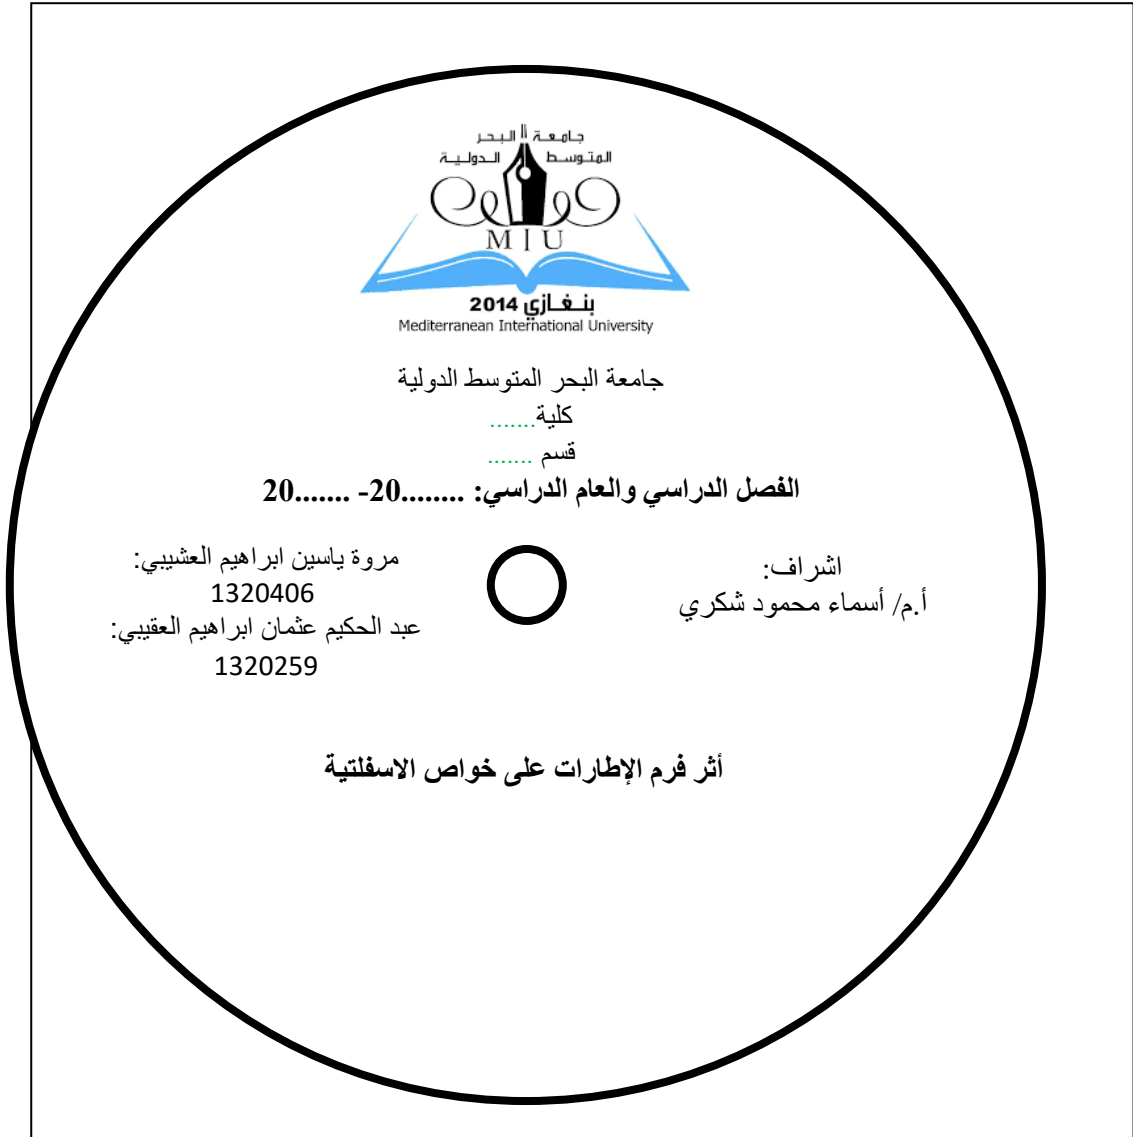 جامعة البحر
المتوسط الدولية
MIU
بنغازي 2014
Mediterranean International University
جامعة البحر المتوسط الدولية
كلية.......
قسم .......
الفصل الدراسي والعام الدراسي: ........20- .......20
اشراف:
أ.م/ أسماء محمود شكري
مروة ياسين ابراهيم العشيبي:
1320406
عبد الحكيم عثمان ابراهيم العقيبي:
1320259
أثر فرم الإطارات على خواص الاسفلتية